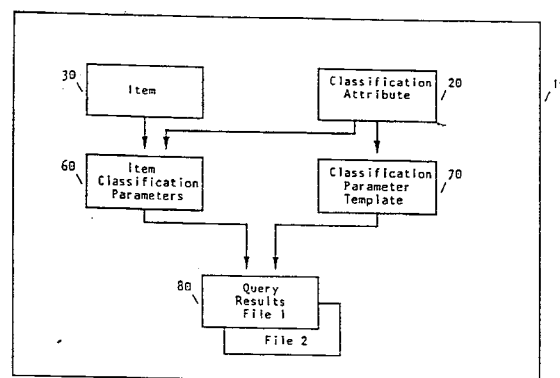 30
Item
Classification
Attribute
20
60
Item
Classification
Parameters
Classification
Parameter
Template
70
80
Query
Results
File 1
File 2